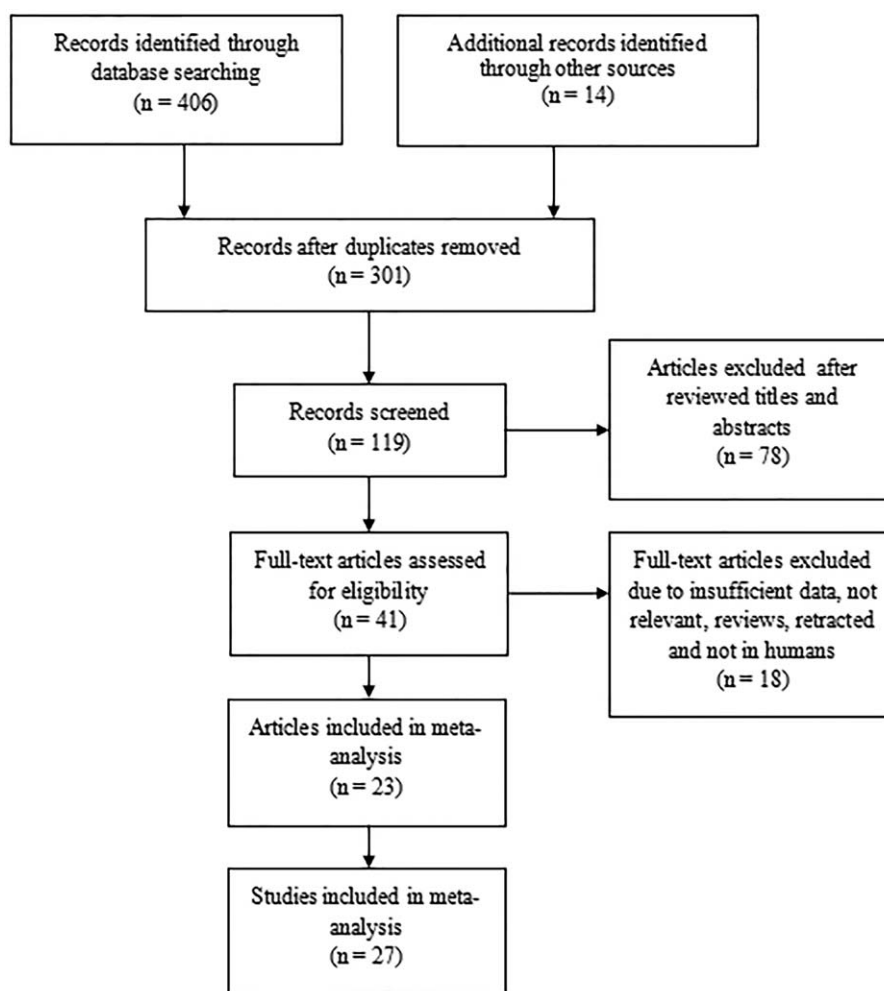 Records identified through
database searching
(n = 406)
Additional records identified
through other sources
(n = 14)
Records after duplicates removed
(n = 301)
Records screened
(n = 119)
Articles excluded after
reviewed titles and
abstracts
(n = 78)
Full-text articles assessed
for eligibility
(n = 41)
Full-text articles excluded
due to insufficient data, not
relevant, reviews, retracted
and not in humans
(n = 18)
Articles included in meta-
analysis
(n = 23)
Studies included in meta-
analysis
(n = 27)